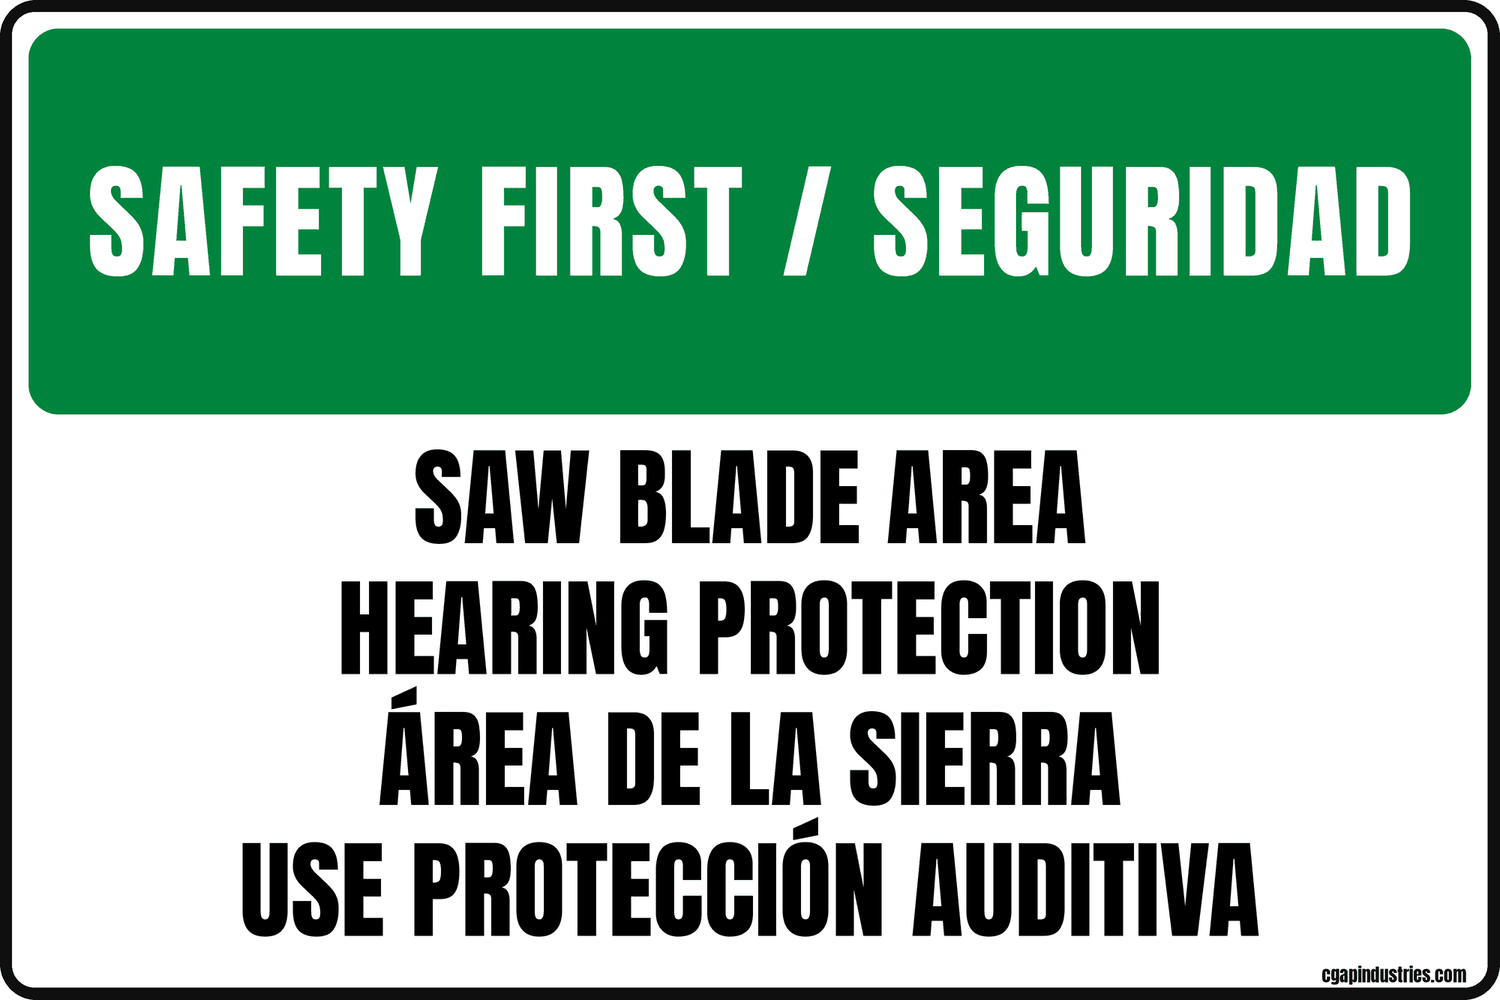 SAFETY FIRST / SEGURIDAD
SAW BLADE AREA
HEARING PROTECTION
ÁREA DE LA SIERRA
USE PROTECCIÓN AUDITIVA
cgapindustries.com